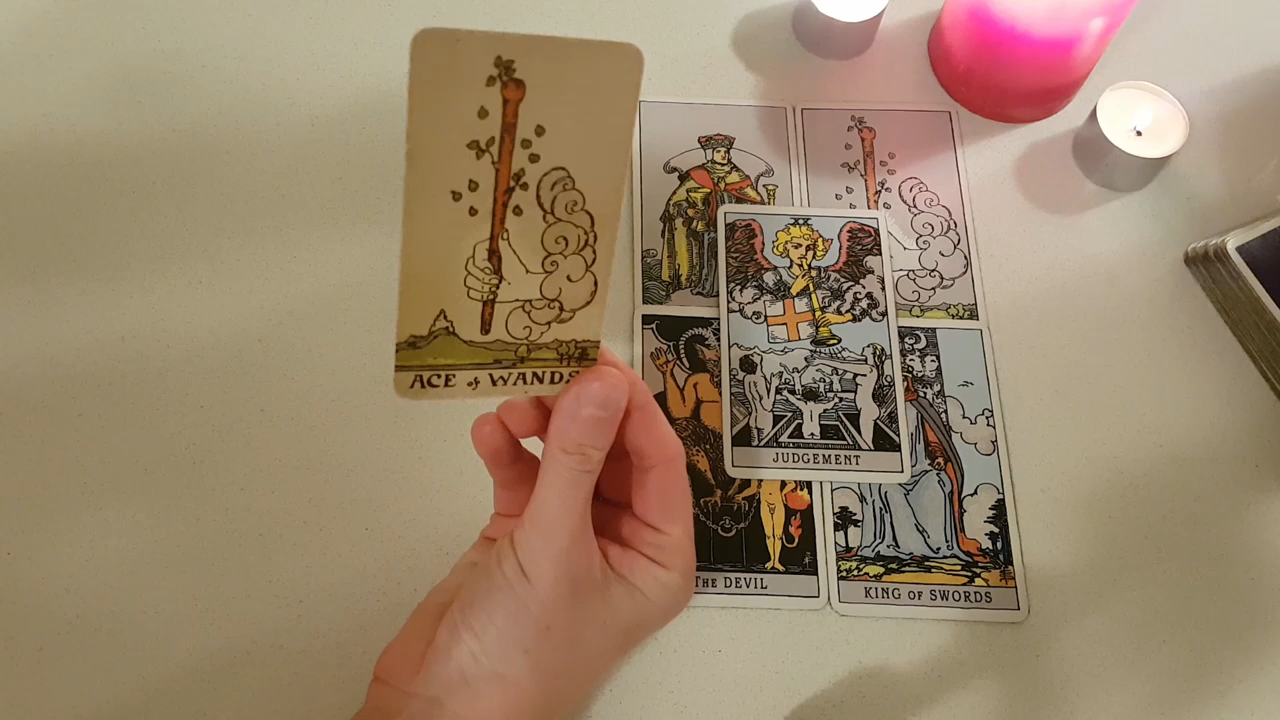 ACE of WANDS
XX
JUDGEMENT
THE DEVIL
KING OF SWORDS